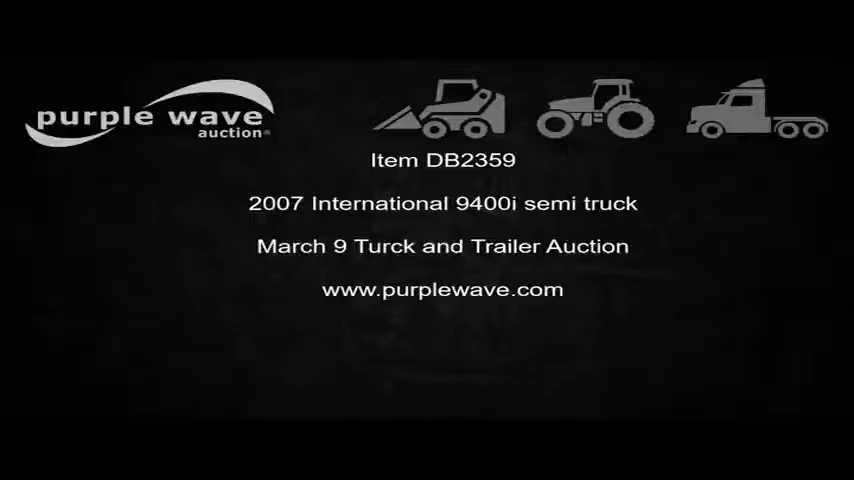 purple wave
auction®
Item DB2359
2007 International 9400i semi truck
March 9 Turck and Trailer Auction
www.purplewave.com